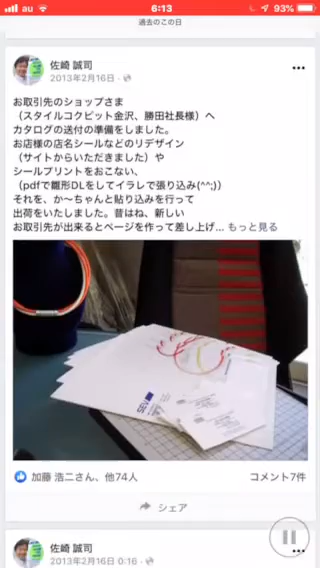 au 6:13 93%
過去のこの日
佐崎 誠司
2013年2月16日
お取引先のショップさま
（スタイルコクピット金沢、勝田社長様）へ
カタログの送付の準備をしました。
お店様の店名シールなどのリデザイン
（サイトからいただきました）や
シールプリントをおこない、
（pdfで雛形DLをしてイラレで張り込み(^^;)）
それを、か〜ちゃんと貼り込みを行って
出荷をいたしました。昔はね、新しい
お取引先が出来るとページを作って差し上げ... もっと見る
SEV
加藤 浩二さん、他74人
コメント7件
シェア
佐崎 誠司
2013年2月16日 0:16